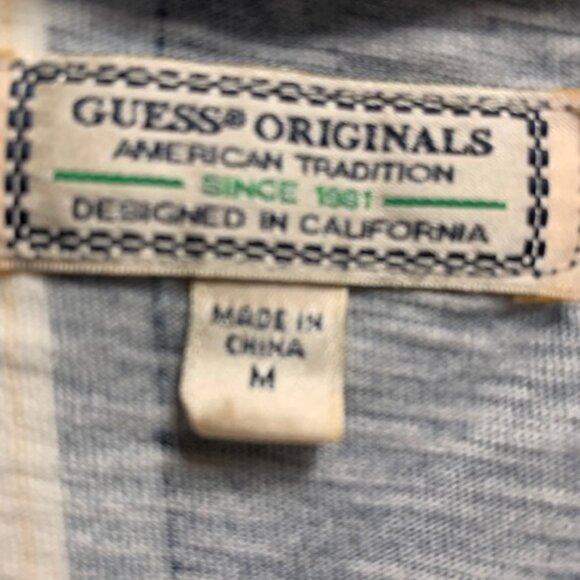 GUESS® ORIGINALS
AMERICAN TRADITION
SINCE 1981
DESIGNED IN CALIFORNIA
MADE IN
CHINA
M